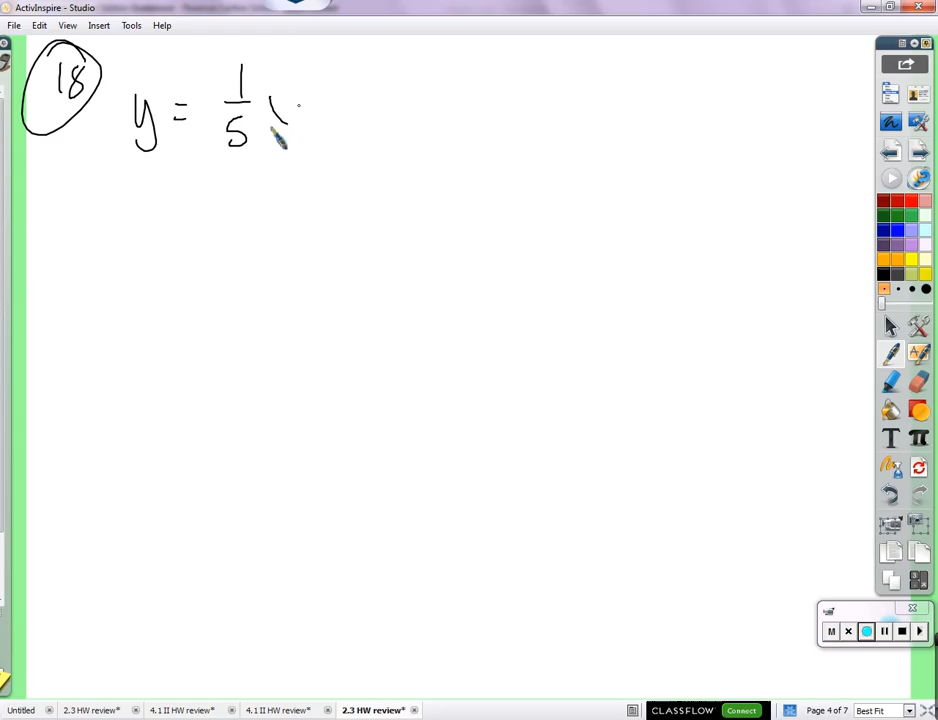 ActivInspire - Studio
File Edit View Insert Tools Help
18
y = 1/5 \
M
Untitled 2.3 HW review* 4.1 II HW review* 4.1 II HW review* 2.3 HW review* CLASSFLOW Connect Page 4 of 7 Best Fit